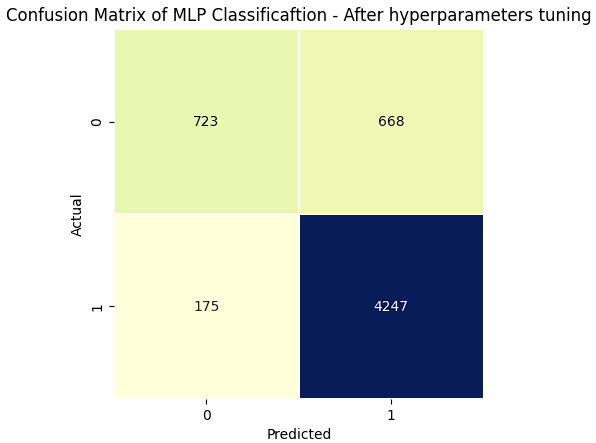 Confusion Matrix of MLP Classificaftion - After hyperparameters tuning
0
723
668
Actual
1
175
4247
0
1
Predicted